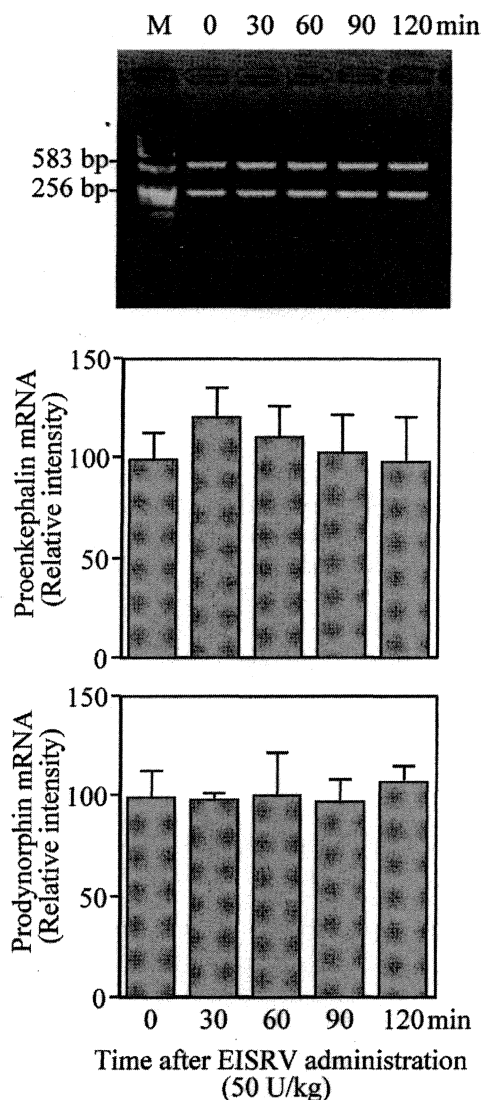 M 0 30 60 90 120 min
583 bp
256 bp
150
100
50
0
Proenkephalin mRNA
(Relative intensity)
150
100
50
0
Prodynorphin mRNA
(Relative intensity)
0 30 60 90 120 min
Time after EISRV administration
(50 U/kg)